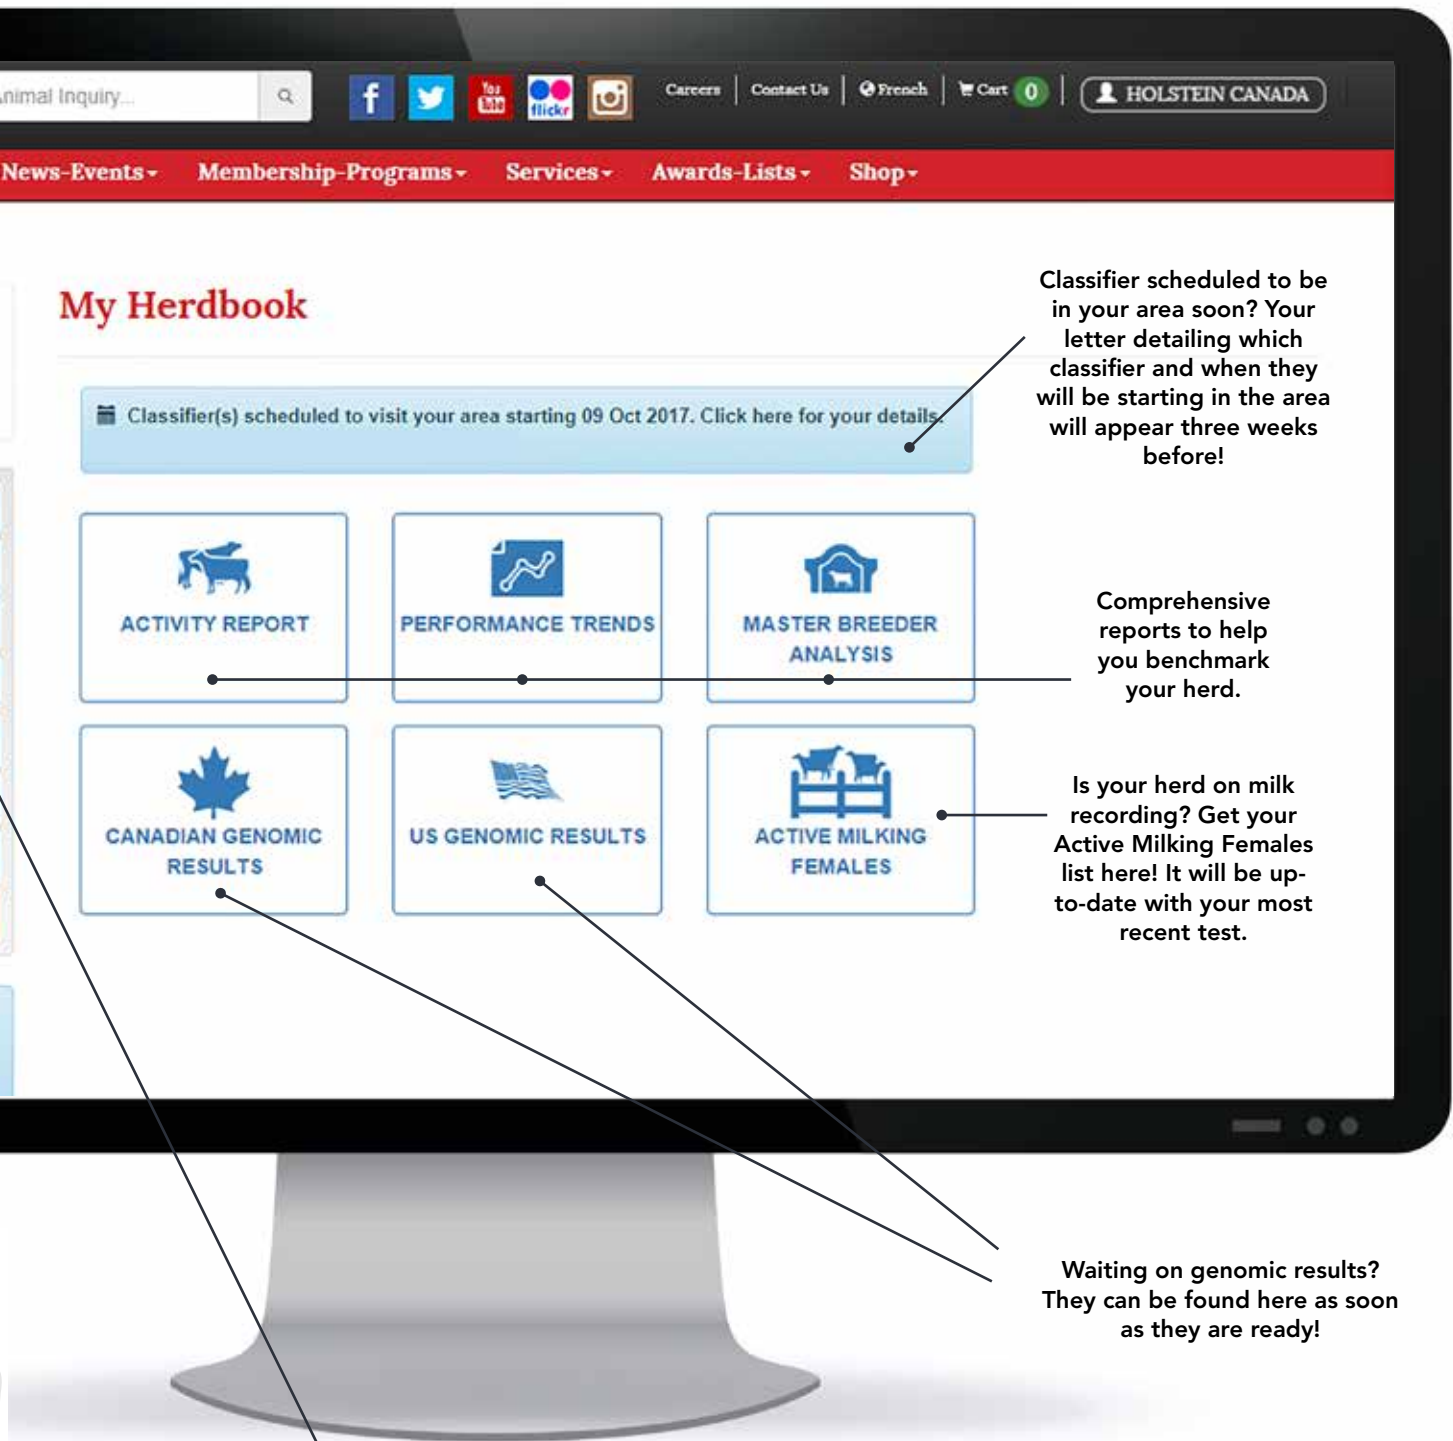 Animal Inquiry...
f
You Tube
flickr
Careers
Contact Us
French
Cart 0
HOLSTEIN CANADA
News-Events
Membership-Programs
Services
Awards-Lists
Shop
My Herdbook
Classifier(s) scheduled to visit your area starting 09 Oct 2017. Click here for your details.
ACTIVITY REPORT
PERFORMANCE TRENDS
MASTER BREEDER
ANALYSIS
CANADIAN GENOMIC
RESULTS
US GENOMIC RESULTS
ACTIVE MILKING
FEMALES
Classifier scheduled to be
in your area soon? Your
letter detailing which
classifier and when they
will be starting in the area
will appear three weeks
before!
Comprehensive
reports to help
you benchmark
your herd.
Is your herd on milk
recording? Get your
Active Milking Females
list here! It will be up-
to-date with your most
recent test.
Waiting on genomic results?
They can be found here as soon
as they are ready!